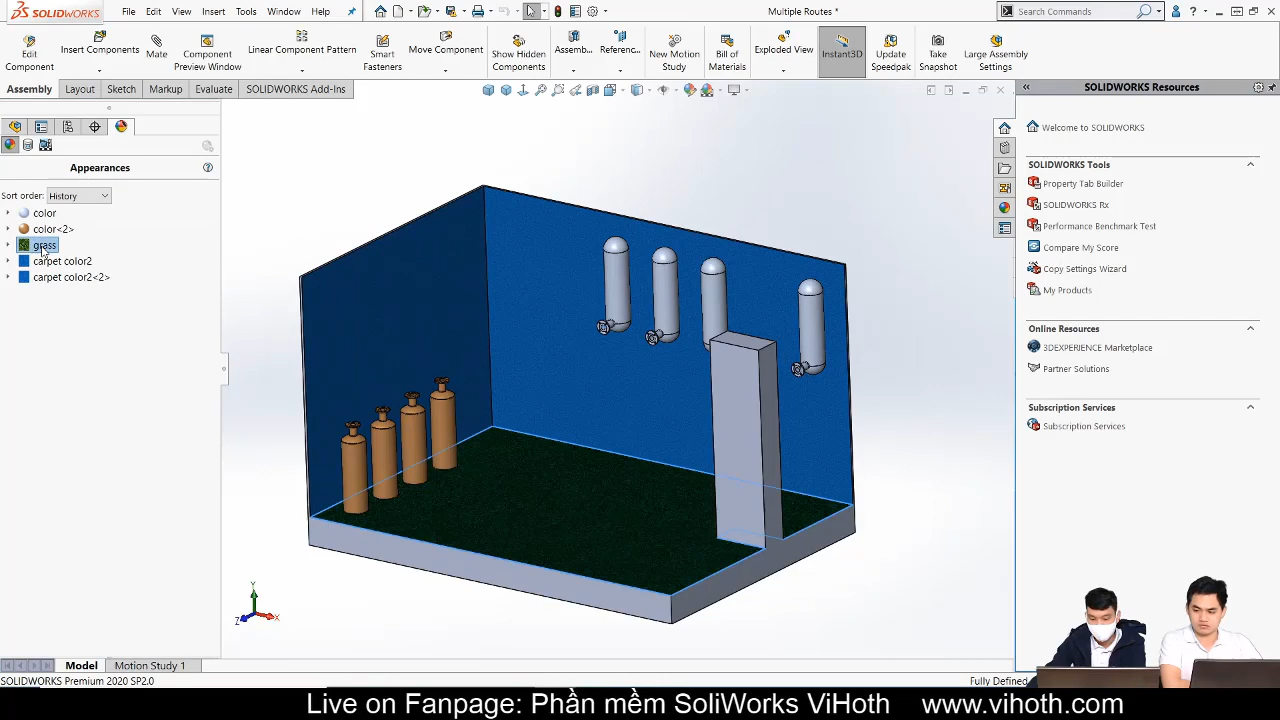 SOLIDWORKS File Edit View Insert Tools Window Help Multiple Routes * Search Commands
Edit Component
Insert Components
Mate
Component Preview Window
Linear Component Pattern
Smart Fasteners
Move Component
Show Hidden Components
Assemb...
Referenc...
New Motion Study
Bill of Materials
Exploded View
Instant3D
Update Speedpak
Take Snapshot
Large Assembly Settings
Assembly Layout Sketch Markup Evaluate SOLIDWORKS Add-Ins
SOLIDWORKS Resources
Appearances
Sort order: History
color
color<2>
grass
carpet color2
carpet color2<2>
Welcome to SOLIDWORKS
SOLIDWORKS Tools
Property Tab Builder
SOLIDWORKS Rx
Performance Benchmark Test
Compare My Score
Copy Settings Wizard
My Products
Online Resources
3DEXPERIENCE Marketplace
Partner Solutions
Subscription Services
Subscription Services
Y
X
Z
Model Motion Study 1
SOLIDWORKS Premium 2020 SP2.0 Fully Defined
Live on Fanpage: Phần mềm SoliWorks ViHoth www.vihoth.com